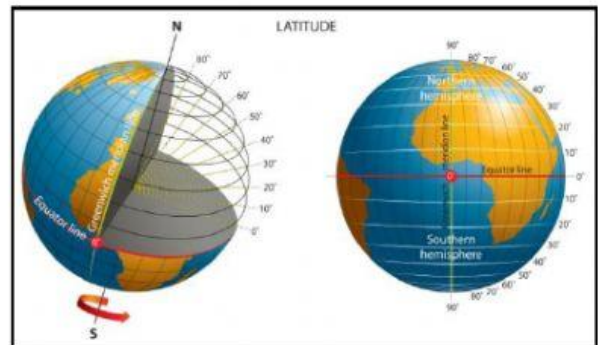 LATITUDE
N
80°
70°
60°
50°
40°
30°
20°
10°
0°
Greenwich meridian
Equator line
S
90°
80°
70°
60°
50°
40°
30°
20°
10°
0°
10°
20°
30°
40°
50°
60°
70°
80°
90°
Northern
hemisphere
meridian line
Equator line
0°
Southern
hemisphere